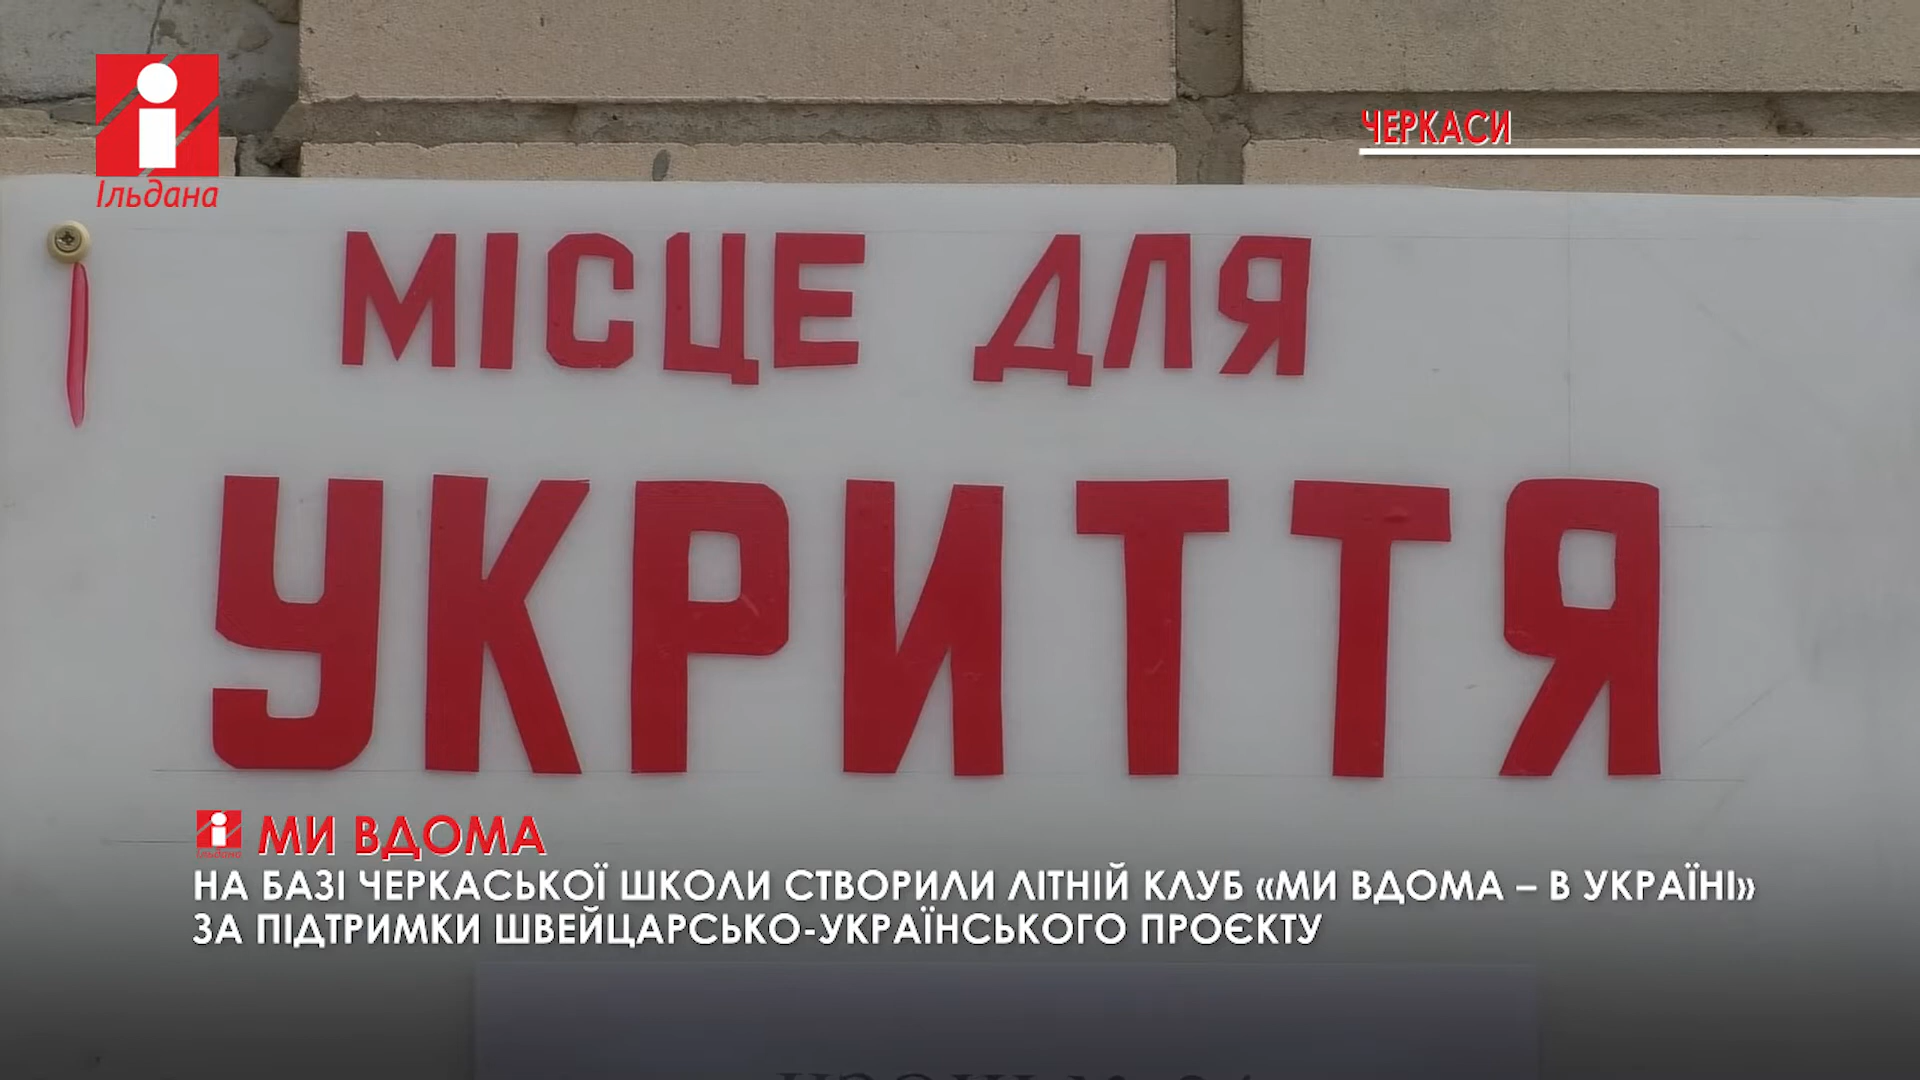 Ільдана
ЧЕРКАСИ
МІСЦЕ ДЛЯ
УКРИТТЯ
Ільдана МИ ВДОМА
НА БАЗІ ЧЕРКАСЬКОЇ ШКОЛИ СТВОРИЛИ ЛІТНІЙ КЛУБ «МИ ВДОМА – В УКРАЇНІ»
ЗА ПІДТРИМКИ ШВЕЙЦАРСЬКО-УКРАЇНСЬКОГО ПРОЄКТУ